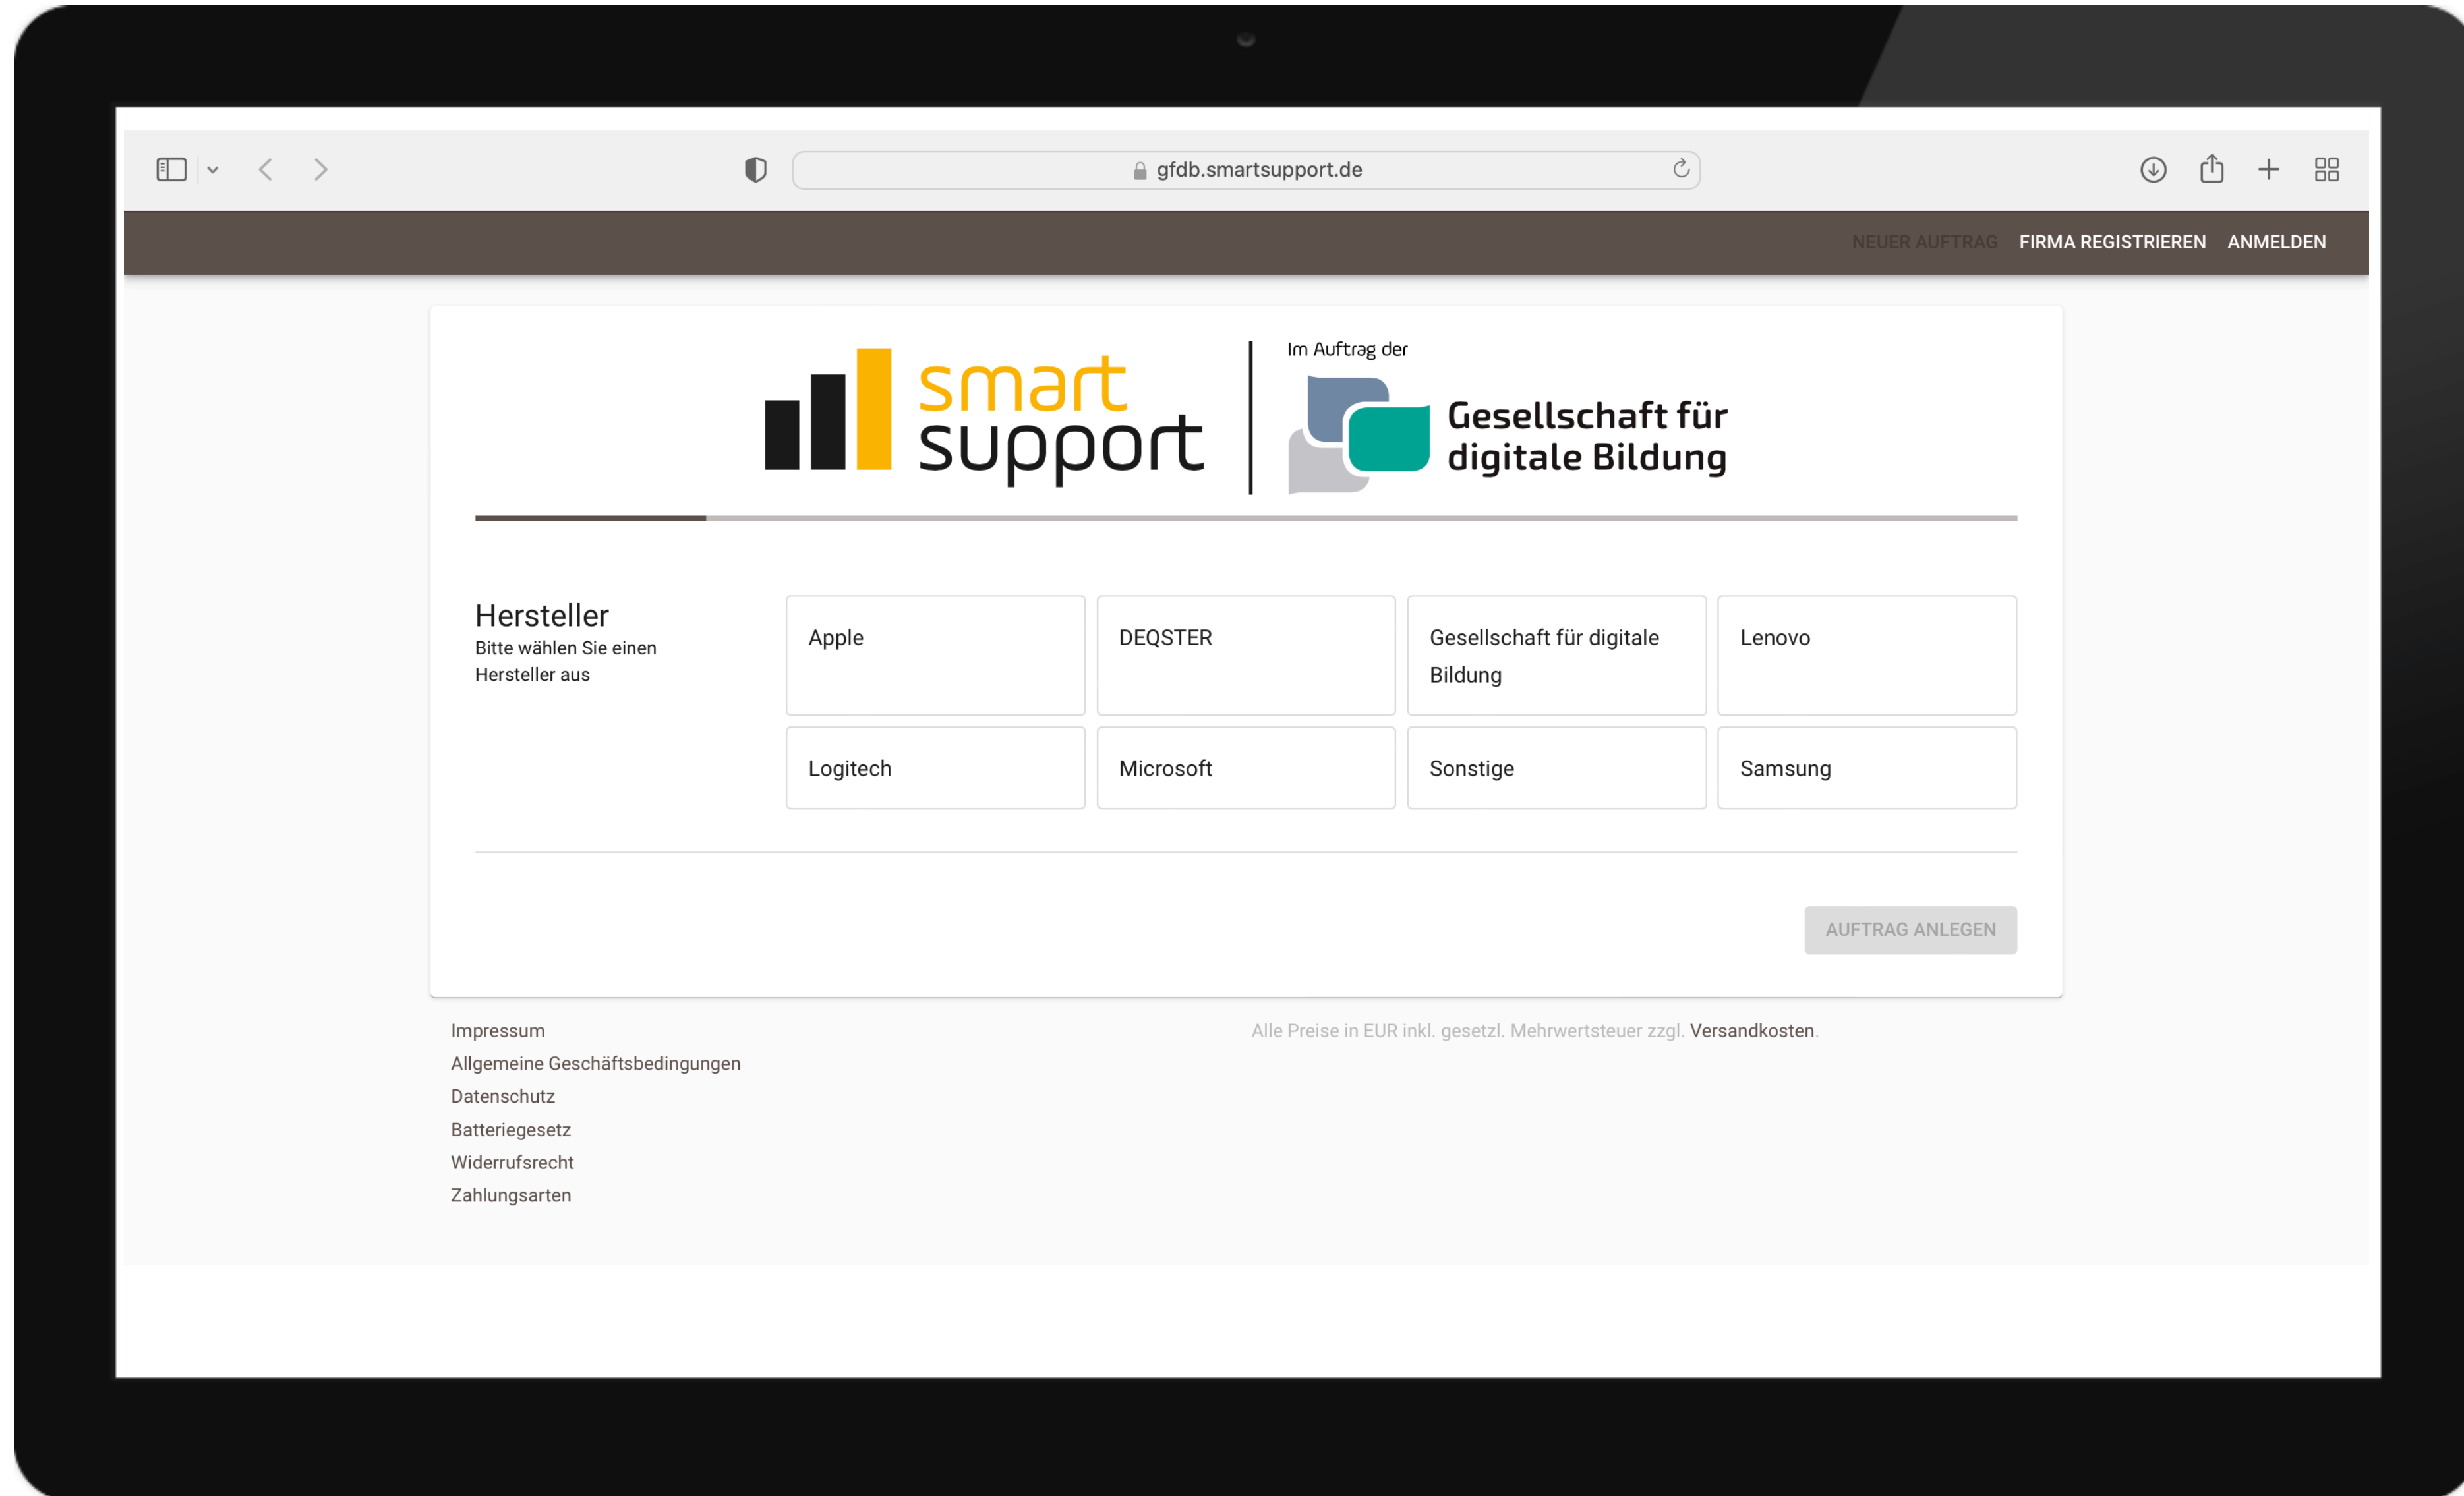 gfdb.smartsupport.de
NEUER AUFTRAG FIRMA REGISTRIEREN ANMELDEN
smart
support
Im Auftrag der
Gesellschaft für
digitale Bildung
Hersteller
Bitte wählen Sie einen
Hersteller aus
Apple
DEQSTER
Gesellschaft für digitale
Bildung
Lenovo
Logitech
Microsoft
Sonstige
Samsung
AUFTRAG ANLEGEN
Impressum
Allgemeine Geschäftsbedingungen
Datenschutz
Batteriegesetz
Widerrufsrecht
Zahlungsarten
Alle Preise in EUR inkl. gesetzl. Mehrwertsteuer zzgl. Versandkosten.